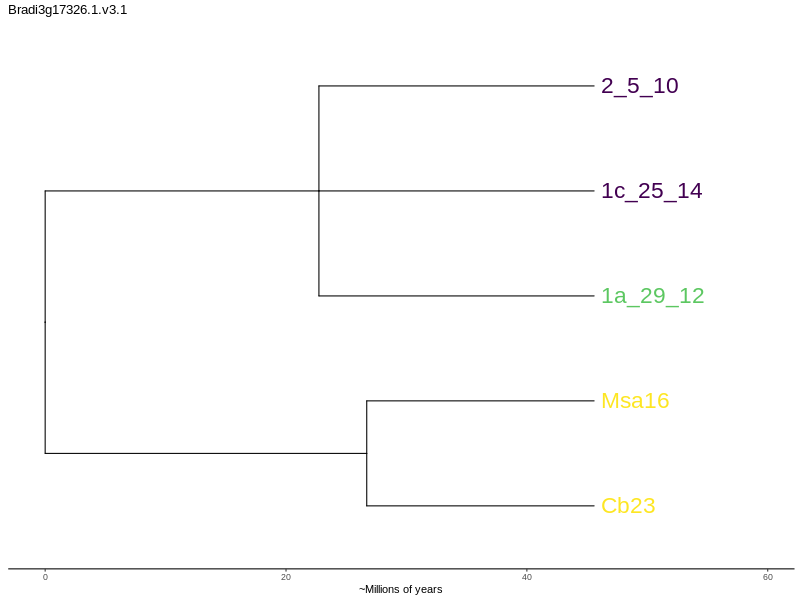 Bradi3g17326.1.v3.1
2_5_10
1c_25_14
1a_29_12
Msa16
Cb23
0 20 40 60
~Millions of years